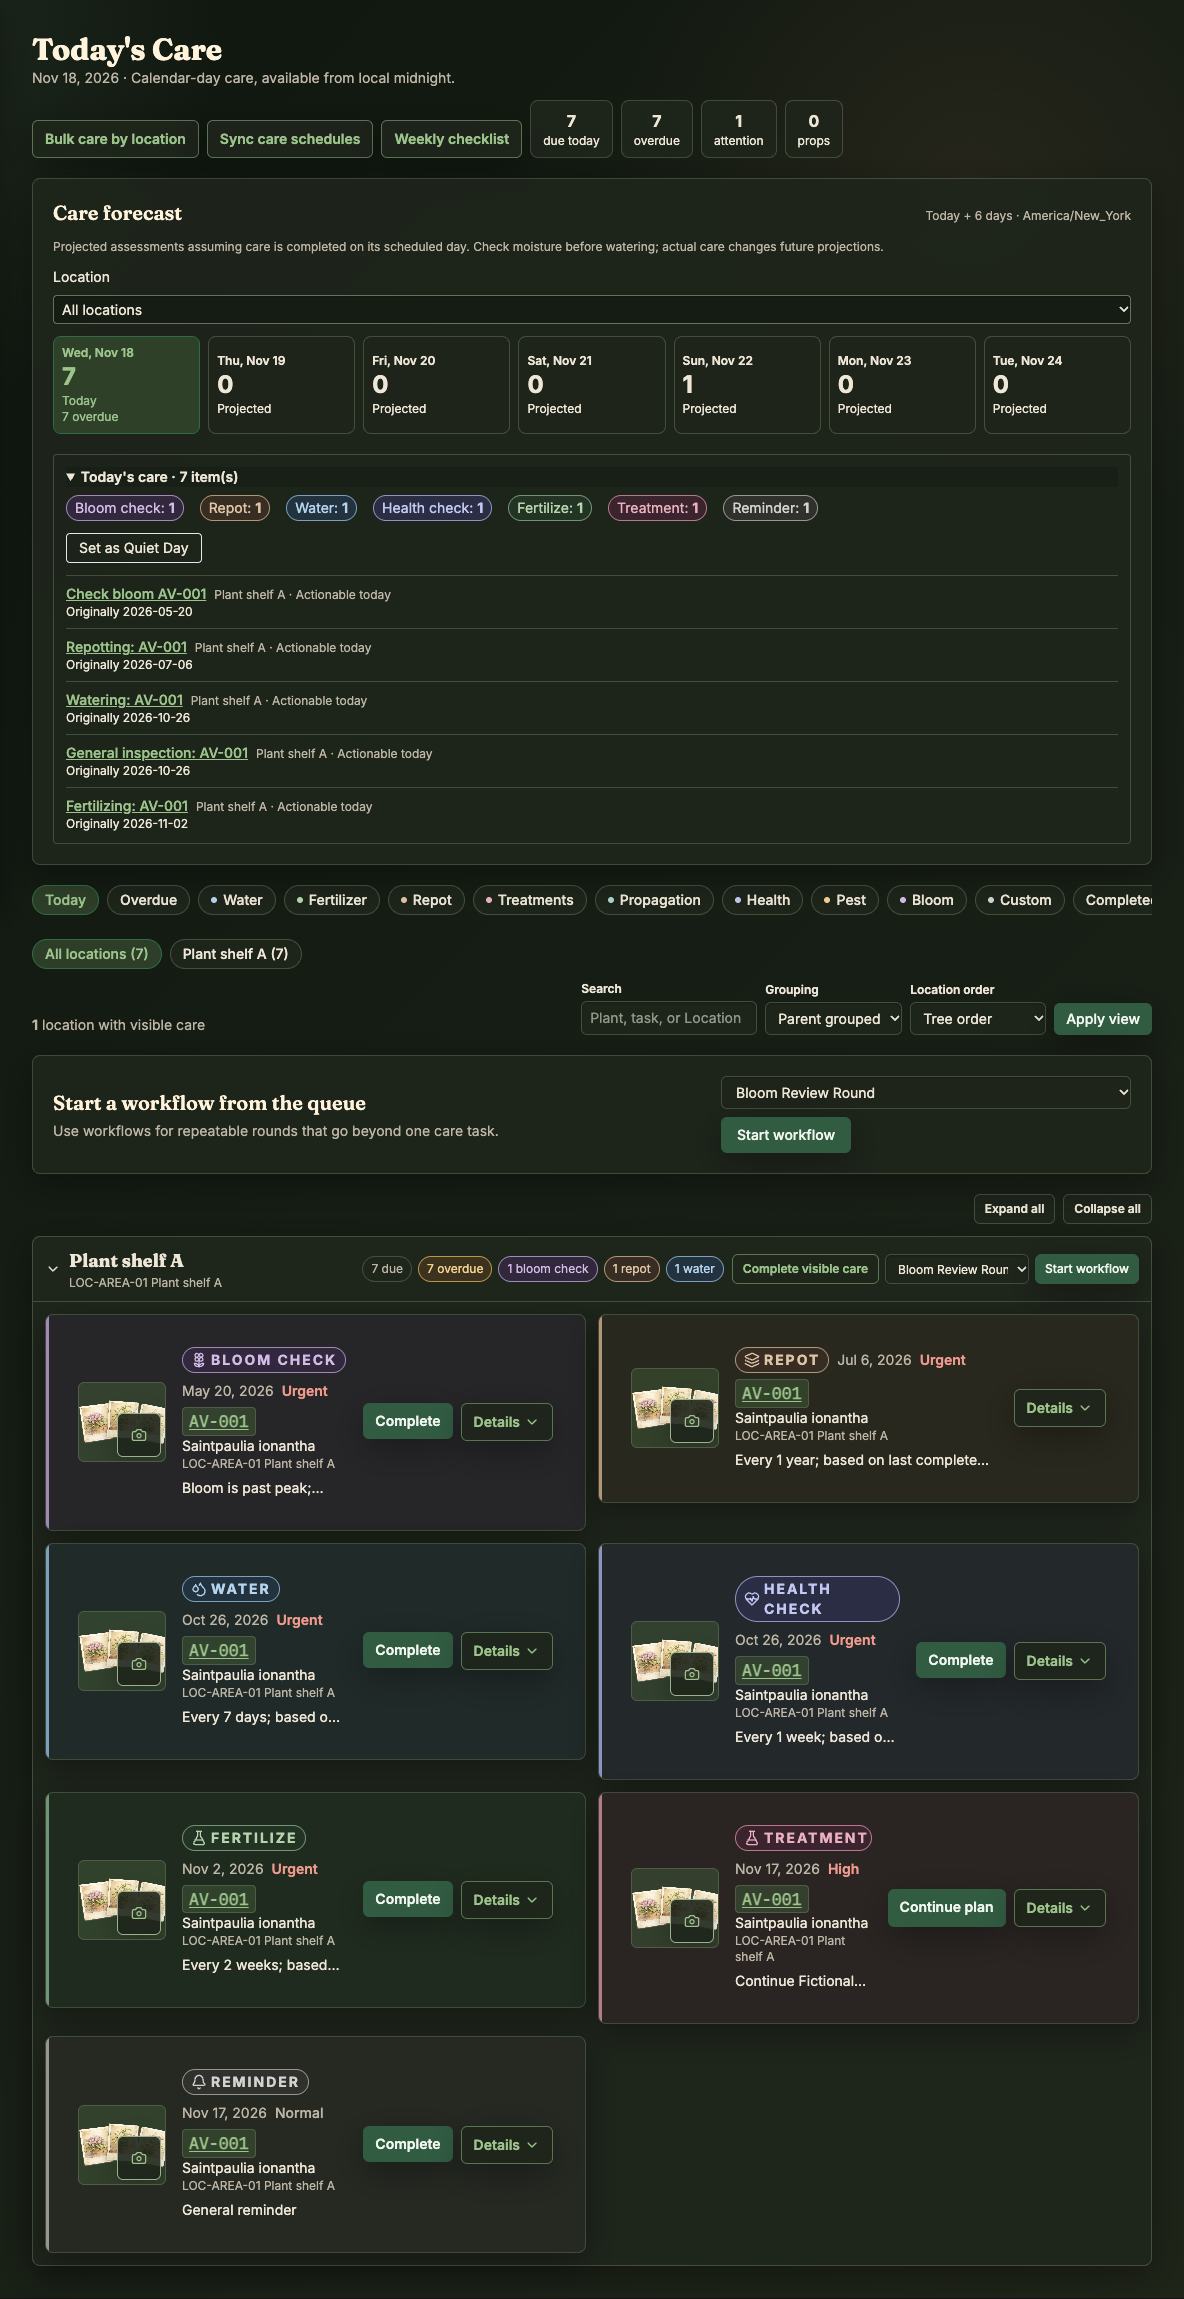 Today's Care
Nov 18, 2026 · Calendar-day care, available from local midnight.
Bulk care by location
Sync care schedules
Weekly checklist
7
due today
7
overdue
1
attention
0
props
Care forecast
Today + 6 days · America/New_York
Projected assessments assuming care is completed on its scheduled day. Check moisture before watering; actual care changes future projections.
Location
All locations
Wed, Nov 18
7
Today
7 overdue
Thu, Nov 19
0
Projected
Fri, Nov 20
0
Projected
Sat, Nov 21
0
Projected
Sun, Nov 22
1
Projected
Mon, Nov 23
0
Projected
Tue, Nov 24
0
Projected
Today's care · 7 item(s)
Bloom check: 1
Repot: 1
Water: 1
Health check: 1
Fertilize: 1
Treatment: 1
Reminder: 1
Set as Quiet Day
Check bloom AV-001 Plant shelf A · Actionable today
Originally 2026-05-20
Repotting: AV-001 Plant shelf A · Actionable today
Originally 2026-07-06
Watering: AV-001 Plant shelf A · Actionable today
Originally 2026-10-26
General inspection: AV-001 Plant shelf A · Actionable today
Originally 2026-10-26
Fertilizing: AV-001 Plant shelf A · Actionable today
Originally 2026-11-02
Today
Overdue
Water
Fertilizer
Repot
Treatments
Propagation
Health
Pest
Bloom
Custom
Completed
All locations (7)
Plant shelf A (7)
1 location with visible care
Search
Plant, task, or Location
Grouping
Parent grouped
Location order
Tree order
Apply view
Start a workflow from the queue
Use workflows for repeatable rounds that go beyond one care task.
Bloom Review Round
Start workflow
Expand all
Collapse all
Plant shelf A
LOC-AREA-01 Plant shelf A
7 due
7 overdue
1 bloom check
1 repot
1 water
Complete visible care
Bloom Review Roun
Start workflow
BLOOM CHECK
May 20, 2026 Urgent
AV-001
Saintpaulia ionantha
LOC-AREA-01 Plant shelf A
Bloom is past peak;...
Complete
Details
REPOT Jul 6, 2026 Urgent
AV-001
Saintpaulia ionantha
LOC-AREA-01 Plant shelf A
Every 1 year; based on last complete...
Details
WATER
Oct 26, 2026 Urgent
AV-001
Saintpaulia ionantha
LOC-AREA-01 Plant shelf A
Every 7 days; based o...
Complete
Details
HEALTH
CHECK
Oct 26, 2026 Urgent
AV-001
Saintpaulia ionantha
LOC-AREA-01 Plant shelf A
Every 1 week; based o...
Complete
Details
FERTILIZE
Nov 2, 2026 Urgent
AV-001
Saintpaulia ionantha
LOC-AREA-01 Plant shelf A
Every 2 weeks; based...
Complete
Details
TREATMENT
Nov 17, 2026 High
AV-001
Saintpaulia ionantha
LOC-AREA-01 Plant
shelf A
Continue Fictional...
Continue plan
Details
REMINDER
Nov 17, 2026 Normal
AV-001
Saintpaulia ionantha
LOC-AREA-01 Plant shelf A
General reminder
Complete
Details